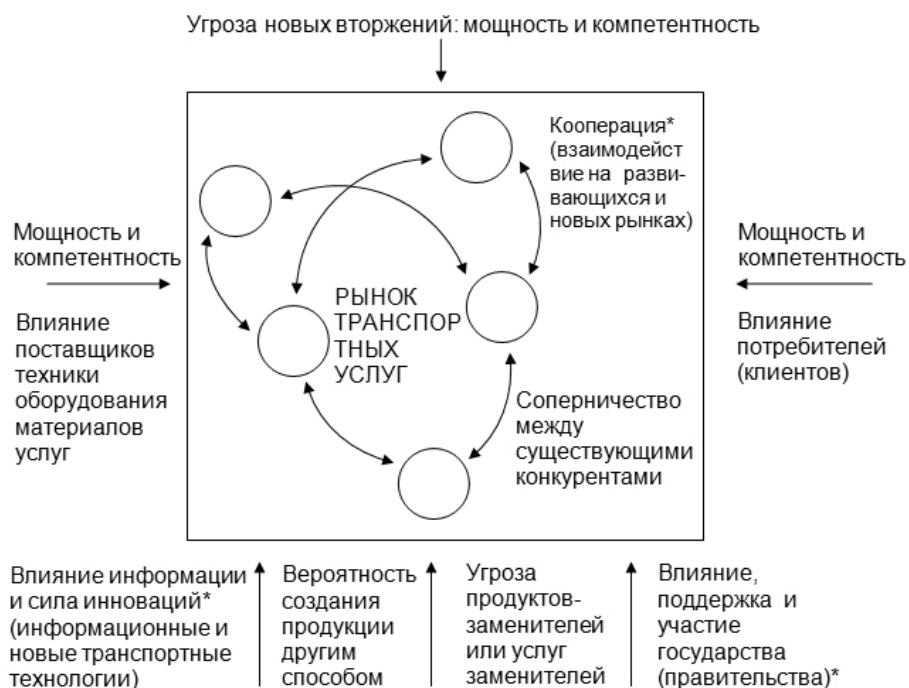 Угроза новых вторжений: мощность и компетентность
Кооперация*
(взаимодейст
вие на разви-
вающихся и
новых рынках)
Мощность и
компетентность
Влияние
поставщиков
техники
оборудования
материалов
услуг
РЫНОК
ТРАНСПОР
ТНЫХ
УСЛУГ
Мощность и
компетентность
Влияние
потребителей
(клиентов)
Соперничество
между
существующими
конкурентами
Влияние информации
и сила инноваций*
(информационные и
новые транспортные
технологии)
Вероятность
создания
продукции
другим
способом
Угроза
продуктов-
заменителей
или услуг
заменителей
Влияние,
поддержка и
участие
государства
(правительства)*